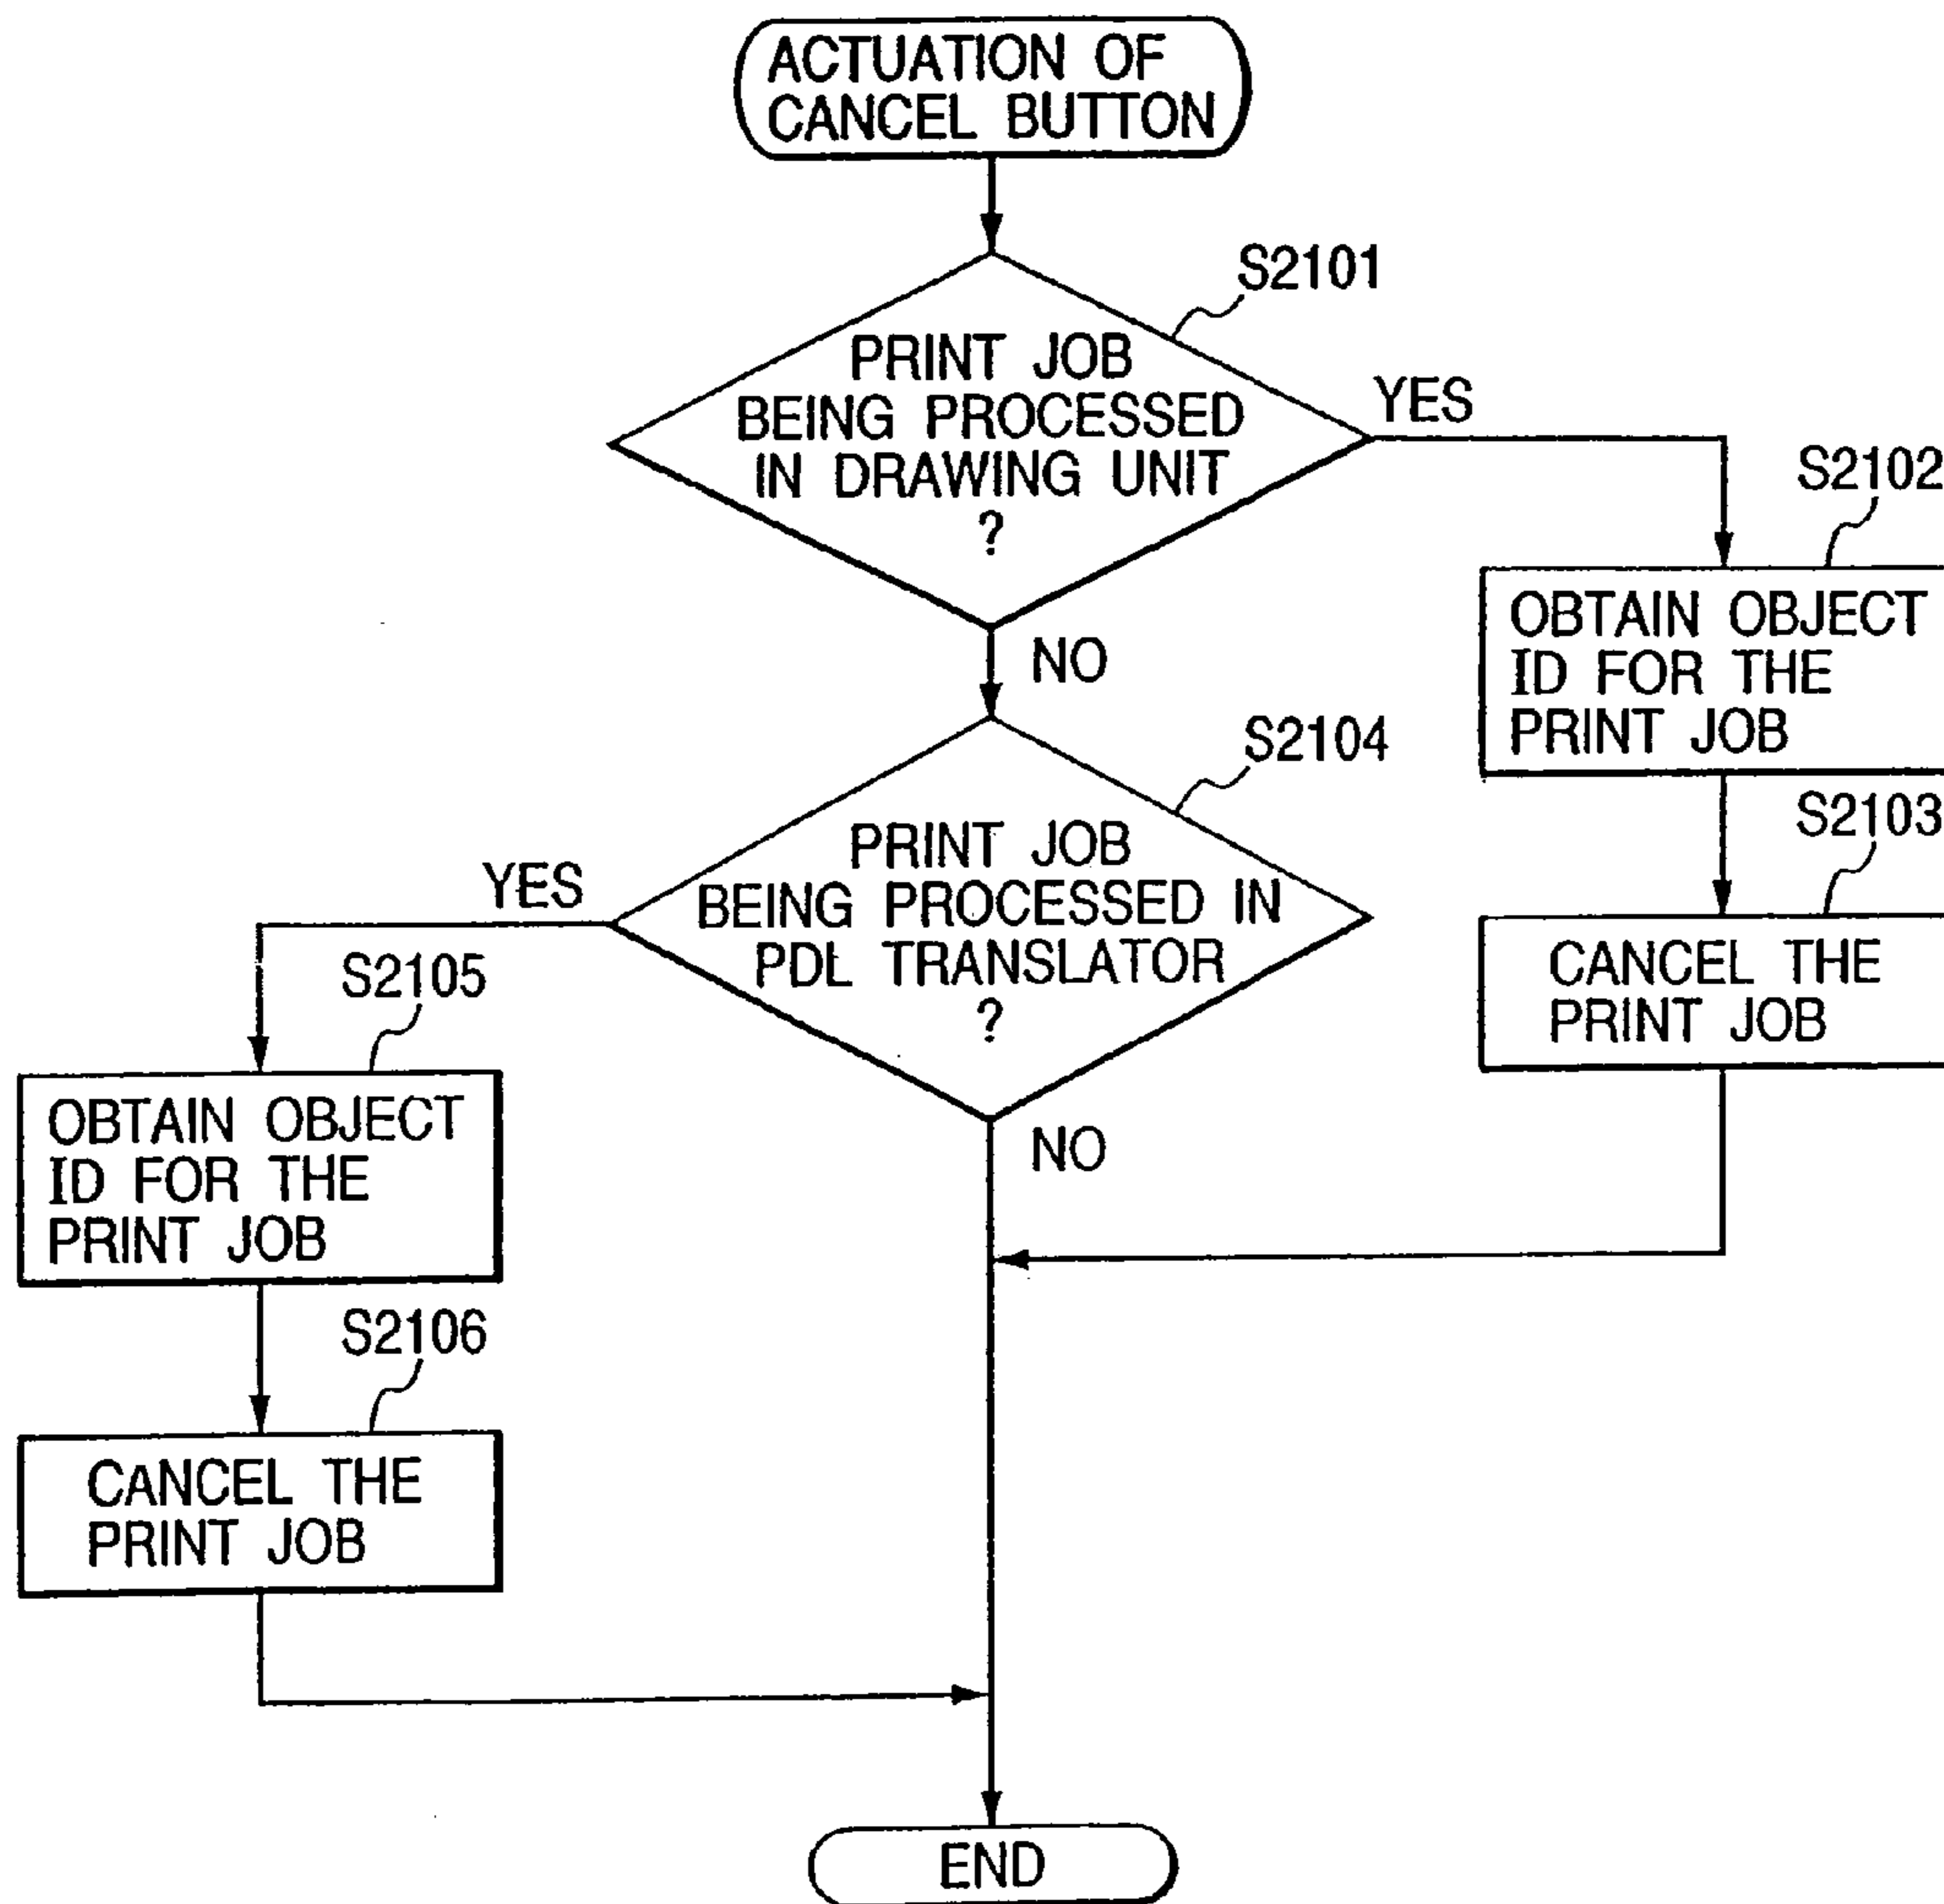 ACTUATION OF
CANCEL BUTTON
S2101
PRINT JOB
BEING PROCESSED
IN DRAWING UNIT
?
YES
S2102
OBTAIN OBJECT
ID FOR THE
PRINT JOB
NO
S2103
CANCEL THE
PRINT JOB
S2104
PRINT JOB
BEING PROCESSED IN
PDL TRANSLATOR
?
YES
S2105
OBTAIN OBJECT
ID FOR THE
PRINT JOB
NO
S2106
CANCEL THE
PRINT JOB
END